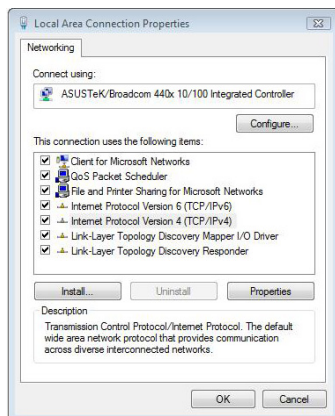 Local Area Connection Properties
Networking
Connect using:
ASUSTeK/Broadcom 440x 10/100 Integrated Controller
Configure...
This connection uses the following items:
Client for Microsoft Networks
QoS Packet Scheduler
File and Printer Sharing for Microsoft Networks
Internet Protocol Version 6 (TCP/IPv6)
Internet Protocol Version 4 (TCP/IPv4)
Link-Layer Topology Discovery Mapper I/O Driver
Link-Layer Topology Discovery Responder
Install... Uninstall Properties
Description
Transmission Control Protocol/Internet Protocol. The default
wide area network protocol that provides communication
across diverse interconnected networks.
OK Cancel